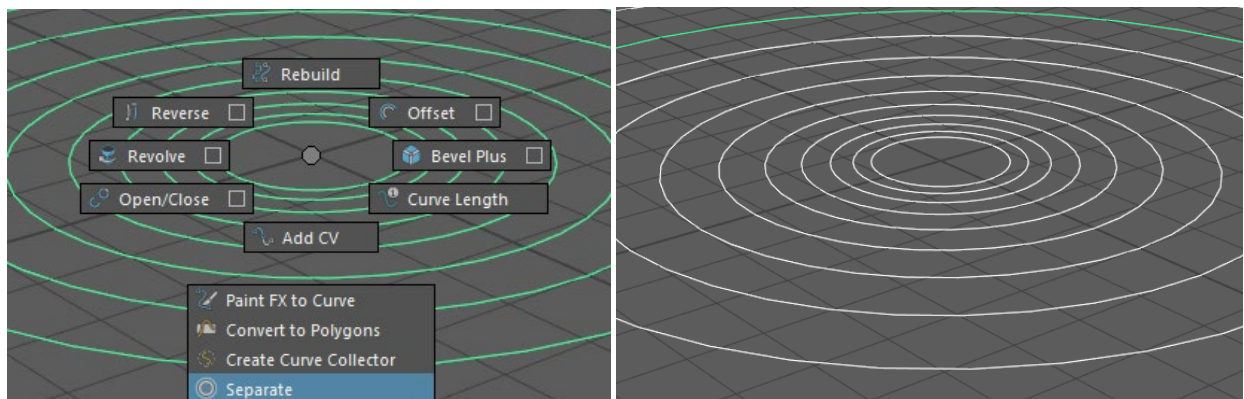 Rebuild
Reverse
Offset
Revolve
Bevel Plus
Open/Close
Curve Length
Add CV
Paint FX to Curve
Convert to Polygons
Create Curve Collector
Separate